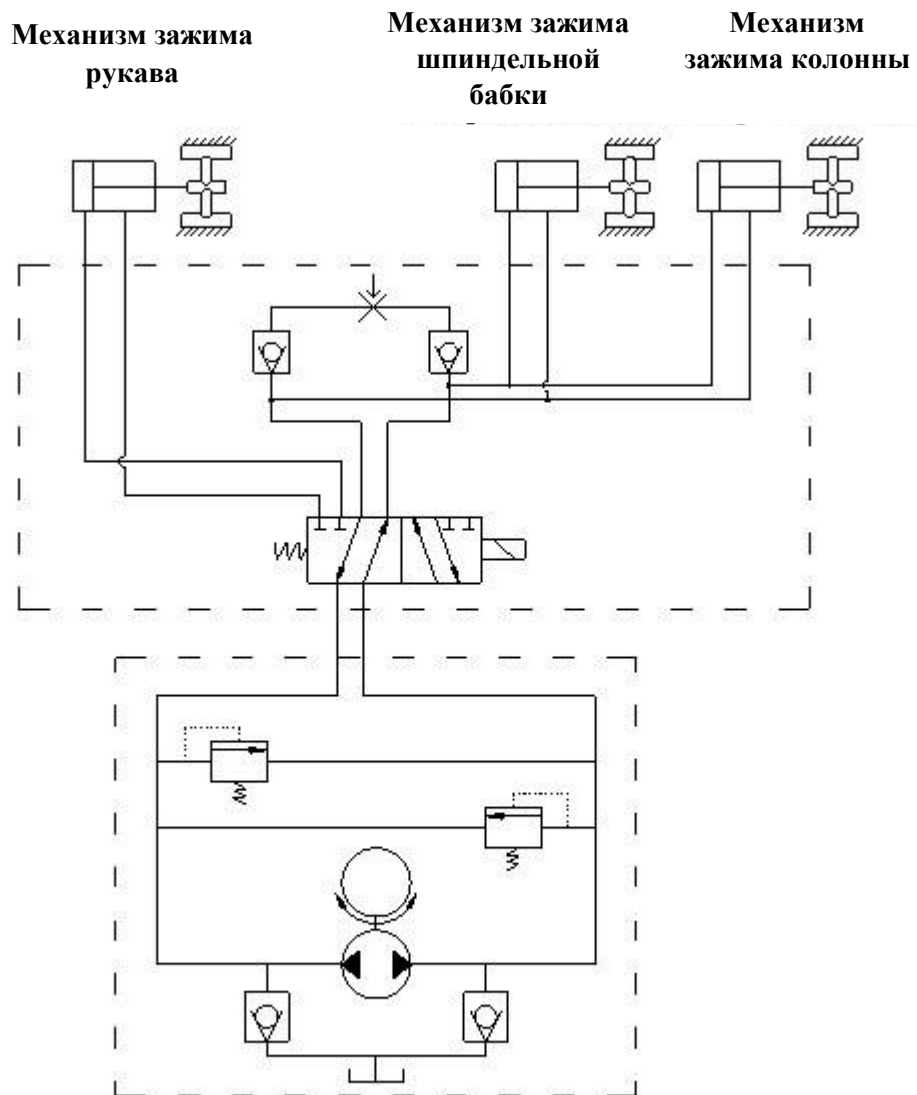 Механизм зажима
рукава
Механизм зажима
шпиндельной
бабки
Механизм
зажима колонны